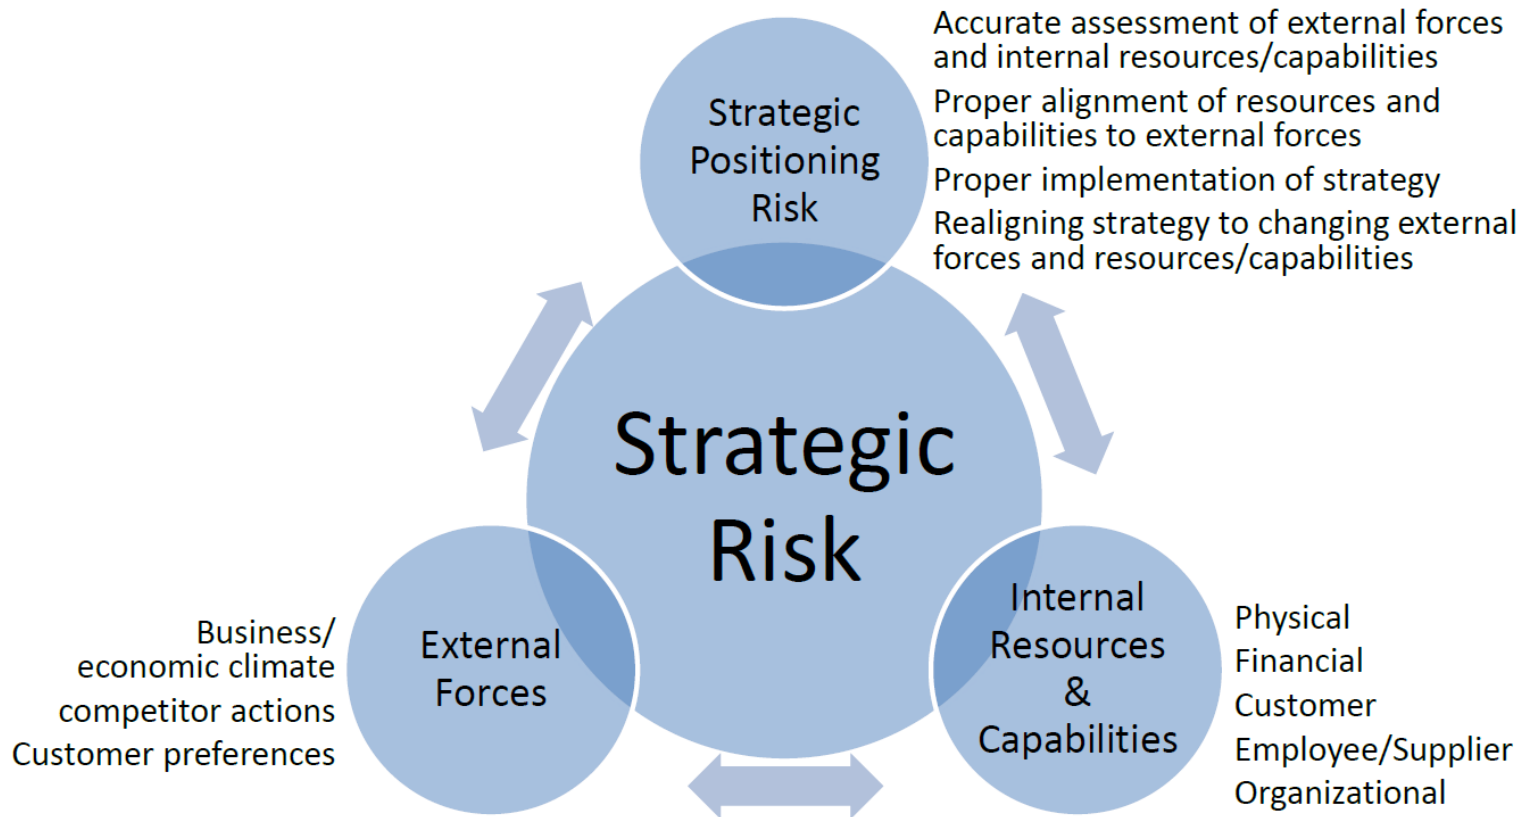 Accurate assessment of external forces
and internal resources/capabilities
Proper alignment of resources and
capabilities to external forces
Proper implementation of strategy
Realigning strategy to changing external
forces and resources/capabilities
Strategic
Positioning
Risk
Strategic
Risk
Business/
economic climate
competitor actions
Customer preferences
External
Forces
Internal
Resources
&
Capabilities
Physical
Financial
Customer
Employee/Supplier
Organizational